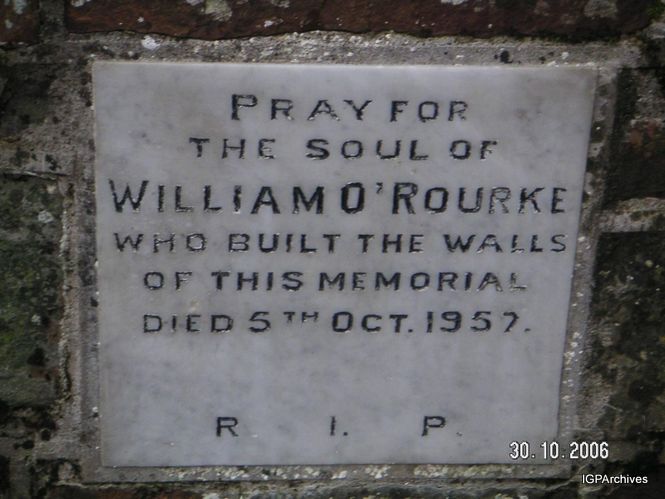 PRAY FOR
THE SOUL OF
WILLIAM O'ROURKE
WHO BUILT THE WALLS
OF THIS MEMORIAL
DIED 5TH OCT. 1957.
R. I. P.
30.10.2006
IGPArchives